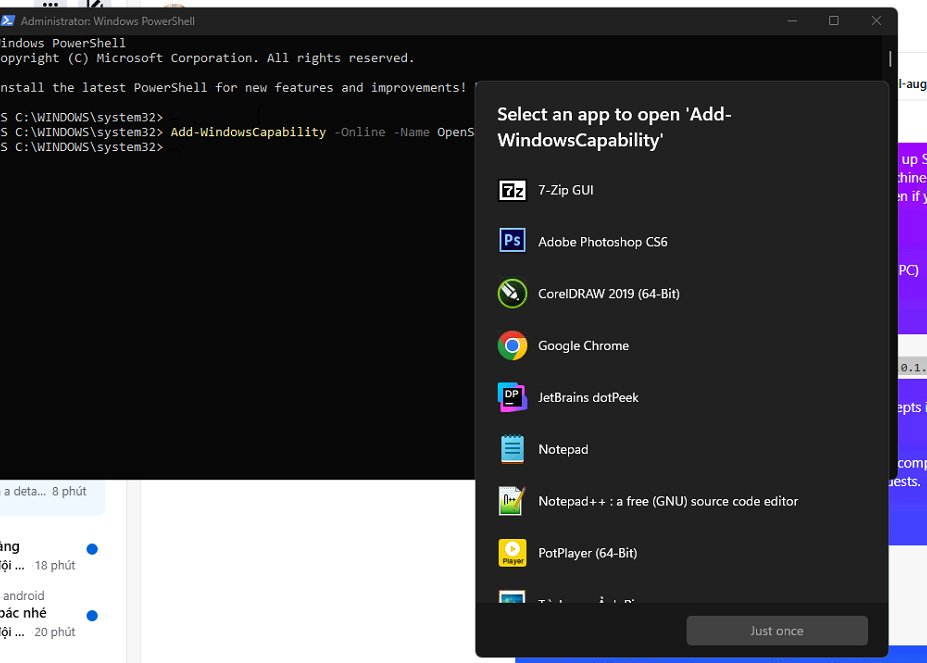 Administrator: Windows PowerShell
indows PowerShell
opyright (C) Microsoft Corporation. All rights reserved.
nstall the latest PowerShell for new features and improvements!
S C:\WINDOWS\system32>
S C:\WINDOWS\system32> Add-WindowsCapability -Online -Name OpenS
S C:\WINDOWS\system32>
Select an app to open 'Add-
WindowsCapability'
7-Zip GUI
Adobe Photoshop CS6
CorelDRAW 2019 (64-Bit)
Google Chrome
JetBrains dotPeek
Notepad
Notepad++ : a free (GNU) source code editor
PotPlayer (64-Bit)
Just once
l-aug
up S
chine
en if y
PC)
0.1.
epts i
comp
uests.
a deta... 8 phút
àng
đội ... 18 phút
android
bác nhé
đội ... 20 phút